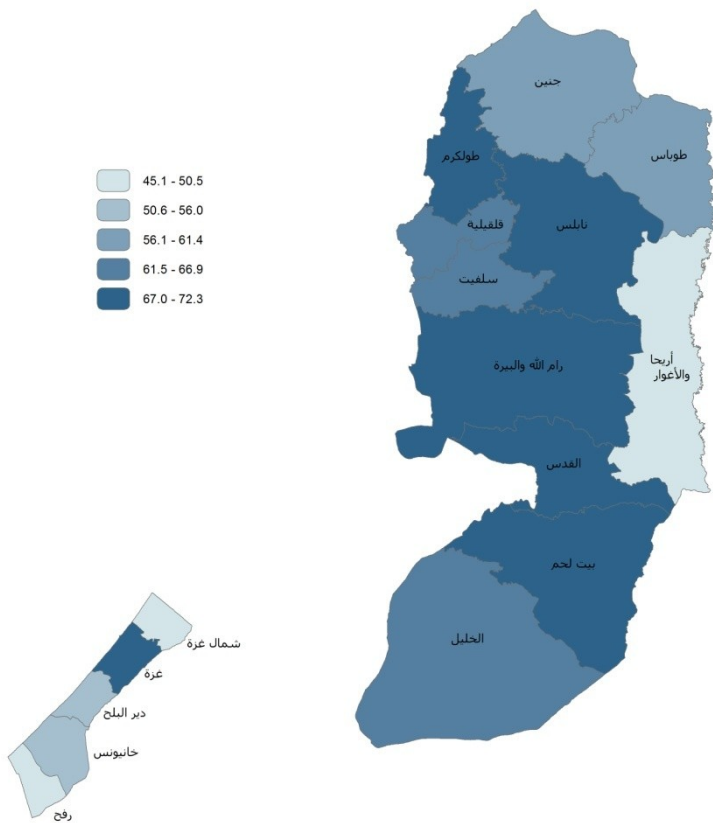 جنين
طولكرم
طوباس
قلقيلية
نابلس
سلفيت
أريحا
والأغوار
رام الله والبيرة
القدس
بيت لحم
الخليل
45.1 - 50.5
50.6 - 56.0
56.1 - 61.4
61.5 - 66.9
67.0 - 72.3
شمال غزة
غزة
دير البلح
خانيونس
رفح